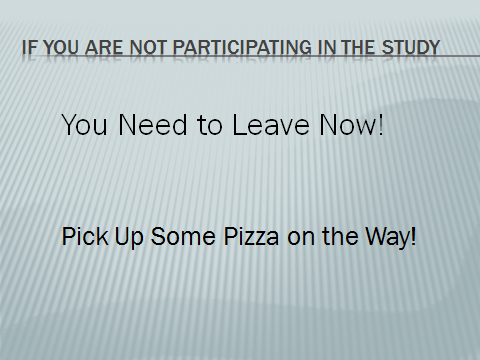 IF YOU ARE NOT PARTICIPATING IN THE STUDY
You Need to Leave Now!
Pick Up Some Pizza on the Way!